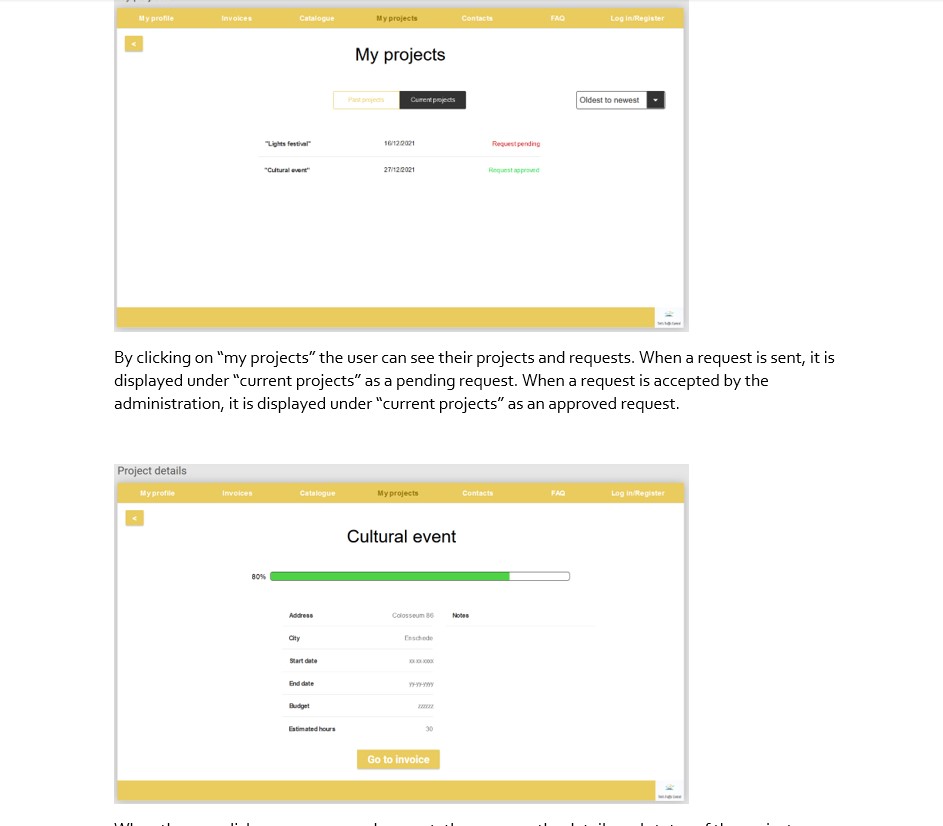 My profile Invoices Catalogue My projects Contacts FAQ Log in/Register
<
My projects
Past projects Current projects Oldest to newest
"Lights festival" 16/12/2021 Request pending
"Cultural event" 27/12/2021 Request approved
By clicking on “my projects” the user can see their projects and requests. When a request is sent, it is
displayed under “current projects” as a pending request. When a request is accepted by the
administration, it is displayed under “current projects” as an approved request.
Project details
My profile Invoices Catalogue My projects Contacts FAQ Log in/Register
<
Cultural event
80%
Address Colosseum 86 Notes
City Enschede
Start date xx-xx-xxxx
End date yy-yy-yyyy
Budget zzzzzz
Estimated hours 30
Go to invoice